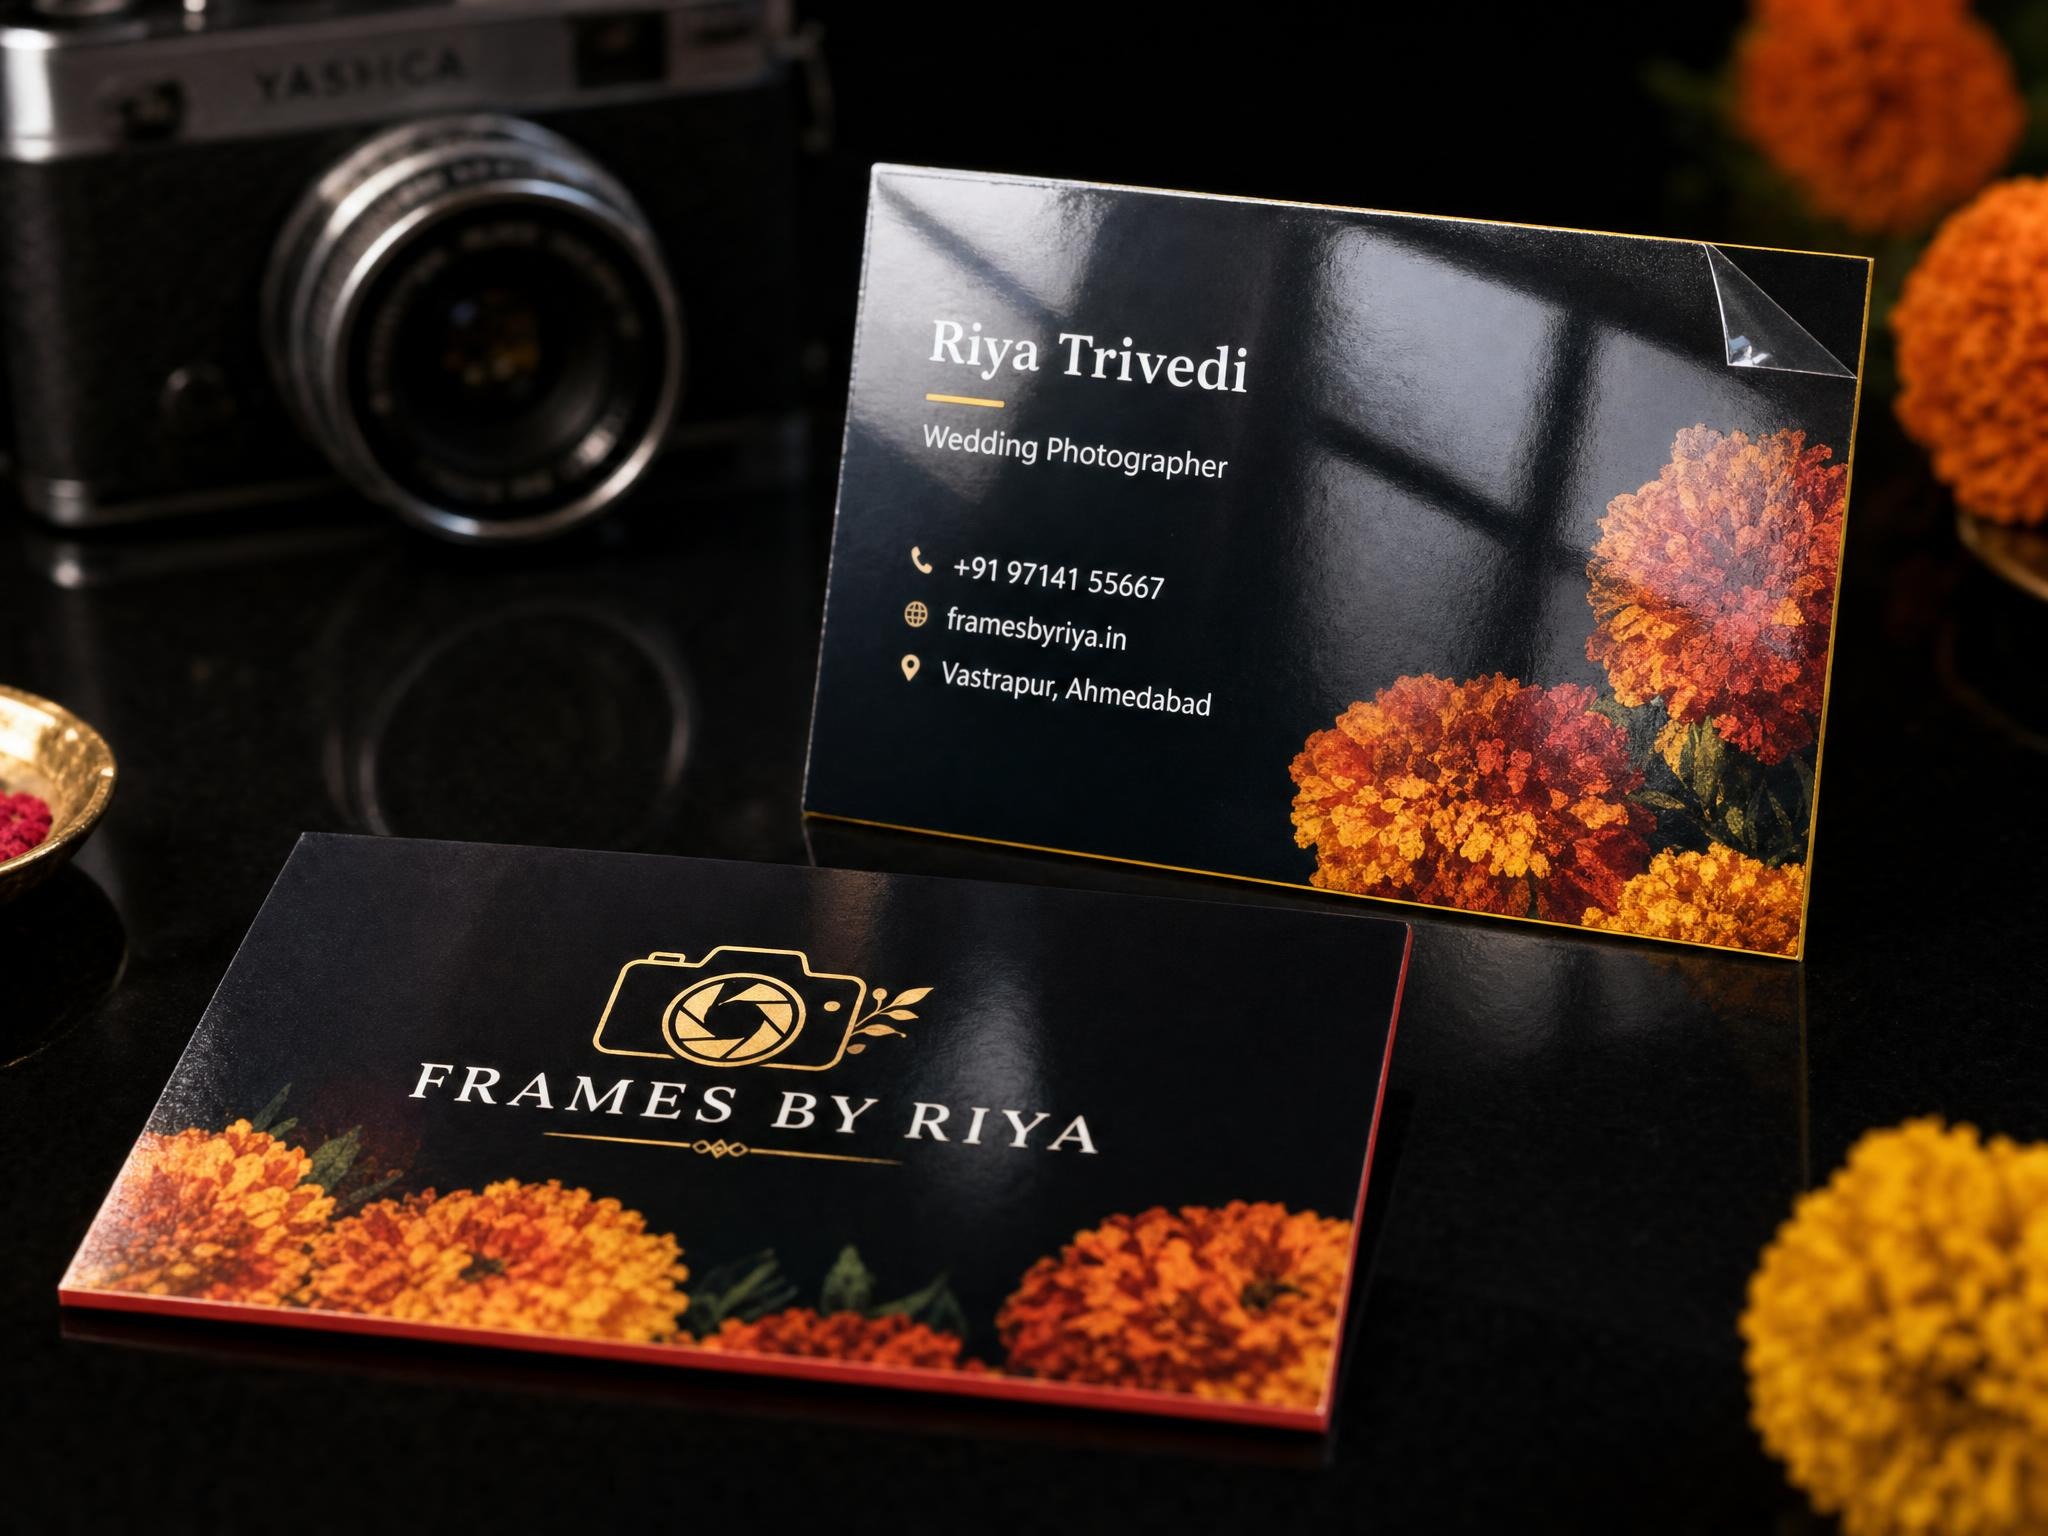 YASHICA
Riya Trivedi
Wedding Photographer
+91 97141 55667
framesbyriya.in
Vastrapur, Ahmedabad
FRAMES BY RIYA